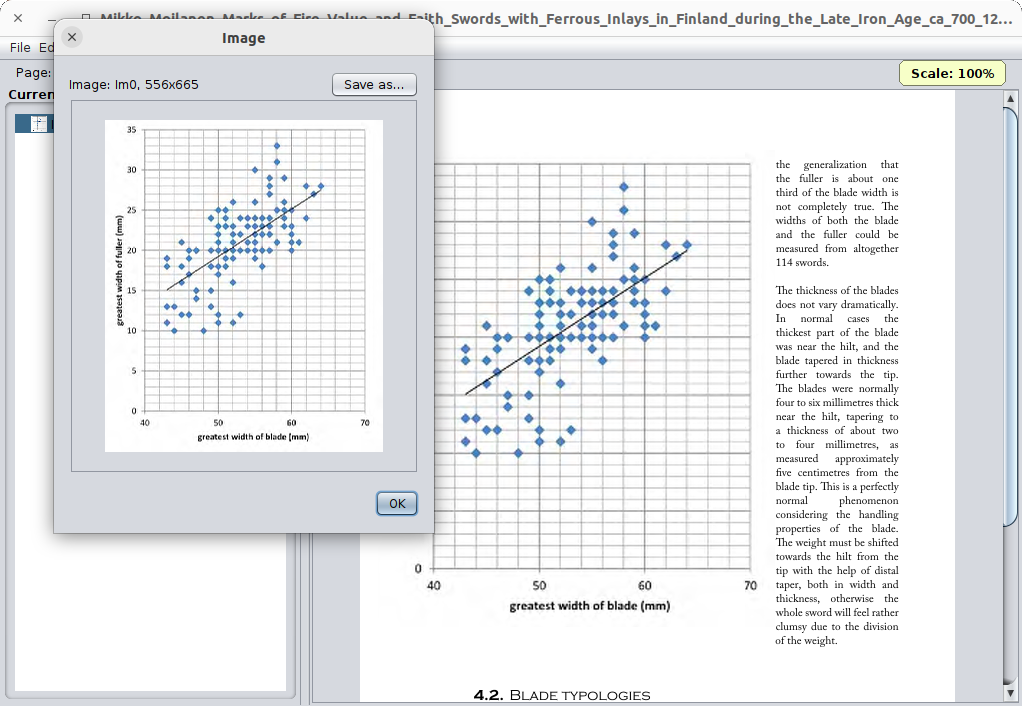 Mikko_Moilanen_Marks_of_Fire_Value_and_Faith_Swords_with_Ferrous_Inlays_in_Finland_during_the_Late_Iron_Age_ca_700_12...
File Ed
Page:
Scale: 100%
Curren
Image
Image: Im0, 556x665
Save as...
35
30
25
20
15
10
5
0
greatest width of fuller (mm)
40 50 60 70
greatest width of blade (mm)
OK
0
40 50 60 70
greatest width of blade (mm)
the generalization that
the fuller is about one
third of the blade width is
not completely true. The
widths of both the blade
and the fuller could be
measured from altogether
114 swords.
The thickness of the blades
does not vary dramatically.
In normal cases the
thickest part of the blade
was near the hilt, and the
blade tapered in thickness
further towards the tip.
The blades were normally
four to six millimetres thick
near the hilt, tapering to
a thickness of about two
to four millimetres, as
measured approximately
five centimetres from the
blade tip. This is a perfectly
normal phenomenon
considering the handling
properties of the blade.
The weight must be shifted
towards the hilt from the
tip with the help of distal
taper, both in width and
thickness, otherwise the
whole sword will feel rather
clumsy due to the division
of the weight.
4.2. BLADE TYPOLOGIES